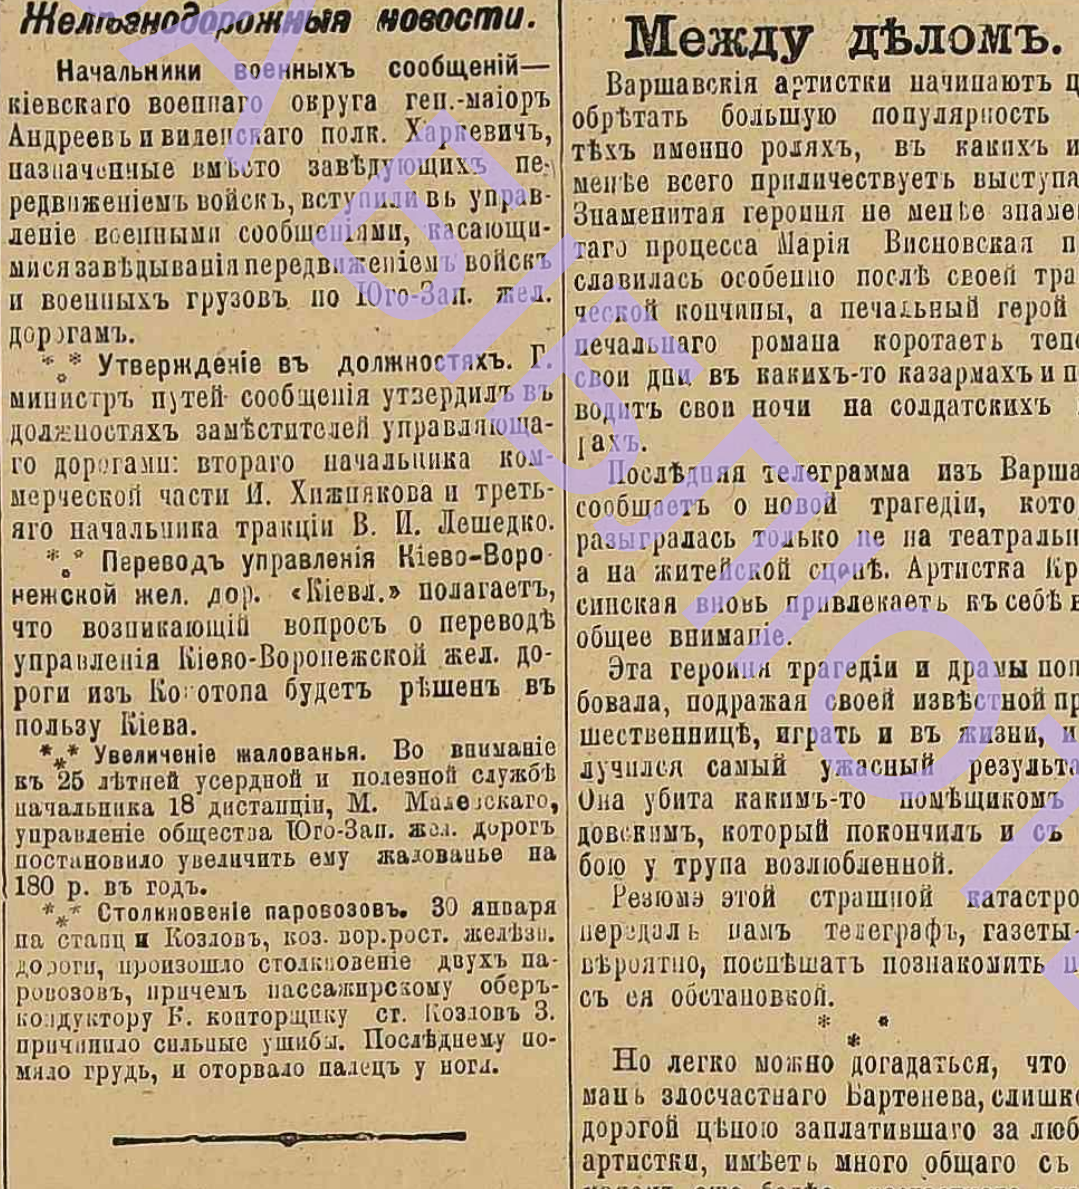 Желѣзнодорожныя новости.
Начальники военныхъ сообщеній—
кіевскаго военнаго округа ген.-маіоръ
Андреевъ и виленскаго полк. Харкевичъ,
назначенные вмѣсто завѣдующихъ пе-
редвиженіемъ войскъ, вступили въ управ-
леніе военными сообщеніями, касающи-
мися завѣдыванія передвиженіемъ войскъ
и военныхъ грузовъ по Юго-Зап. жел.
дорогамъ.
*** Утвержденіе въ должностяхъ. Г.
министръ путей сообщенія утвердилъ въ
должностяхъ замѣстителей управляюща-
го дорогами: втораго начальника ком-
мерческой части И. Хижнякова и треть-
яго начальника тракціи В. И. Лешедко.
*** Переводъ управленія Кіево-Воро-
нежской жел. дор. «Кіевл.» полагаетъ,
что возникающій вопросъ о переводѣ
управленія Кіево-Воронежской жел. до-
роги изъ Конотопа будетъ рѣшенъ въ
пользу Кіева.
*** Увеличеніе жалованья. Во вниманіе
къ 25 лѣтней усердной и полезной службѣ
начальника 18 дистанціи, М. Малевскаго,
управленіе общества Юго-Зап. жел. дорогъ
постановило увеличить ему жалованье на
180 р. въ годъ.
*** Столкновеніе паровозовъ. 30 января
на станціи Козловъ, коз. вор. рост. желѣзн.
дороги, произошло столкновеніе двухъ па-
ровозовъ, причемъ пассажирскому оберъ-
кондуктору К. конторщику ст. Козловъ З.
причинило сильные ушибы. Послѣднему по-
мяло грудь, и оторвало палецъ у ноги.
Между дѣломъ.
Варшавскія артистки начинаютъ
обрѣтать большую популярность
тѣхъ именно роляхъ, въ какихъ
менѣе всего приличествуетъ выступа
Знаменитая героиня не менѣе знаме
таго процесса Марія Висновская п
славилась особенно послѣ своей тра
ческой кончины, а печальный герой
печальнаго романа коротаетъ теп
свои дни въ какихъ-то казармахъ и п
водитъ свои ночи на солдатскихъ
рахъ.
Послѣдняя телеграмма изъ Варша
сообщаетъ о новой трагедіи, кото
разыгралась только не на театральн
а на житейской сценѣ. Артистка Кр
синская вновь привлекаетъ къ себѣ в
общее вниманіе.
Эта героиня трагедіи и драмы поп
бовала, подражая своей извѣстной пр
шественницѣ, играть и въ жизни, и
лучился самый ужасный результа
Она убита какимъ-то помѣщикомъ
довскимъ, который покончилъ и съ
бою у трупа возлюбленной.
Резюмэ этой страшной катастро
передалъ намъ телеграфъ, газеты-
вѣроятно, поспѣшатъ познакомить
съ ея обстановкой.
* * *
Но легко можно догадаться, что
манъ злосчастнаго Бартенева, слишк
дорогой цѣною заплатившаго за люб
артистки, имѣетъ много общаго съ